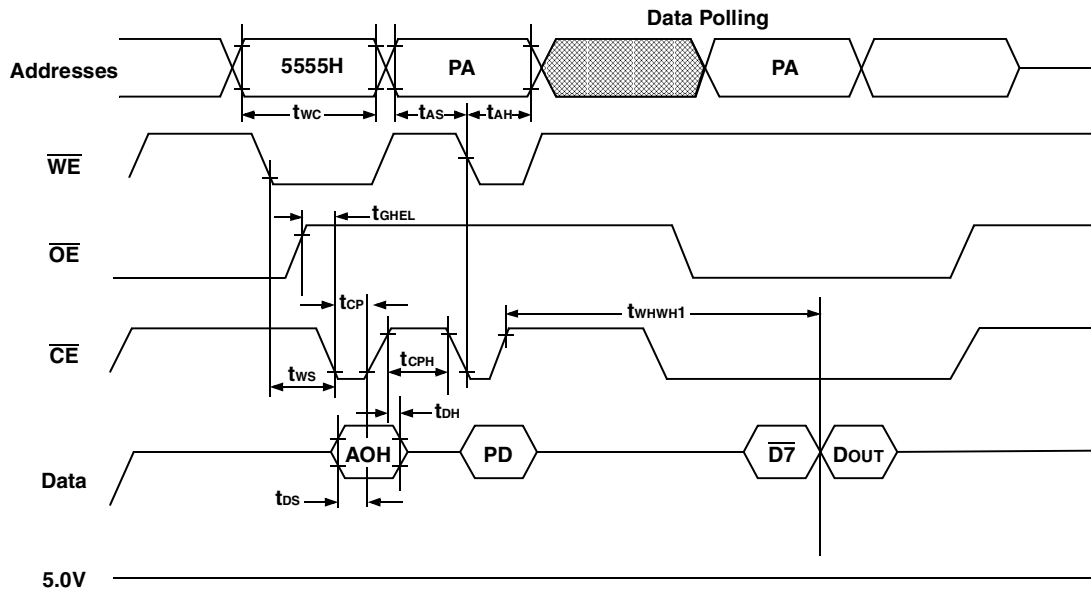 Data Polling
Addresses
5555H
PA
PA
tWC
tAS
tAH
WE
tGHEL
OE
tCP
tWHWH1
CE
tCPH
tWS
tDH
Data
AOH
PD
D7
DOUT
tDS
5.0V